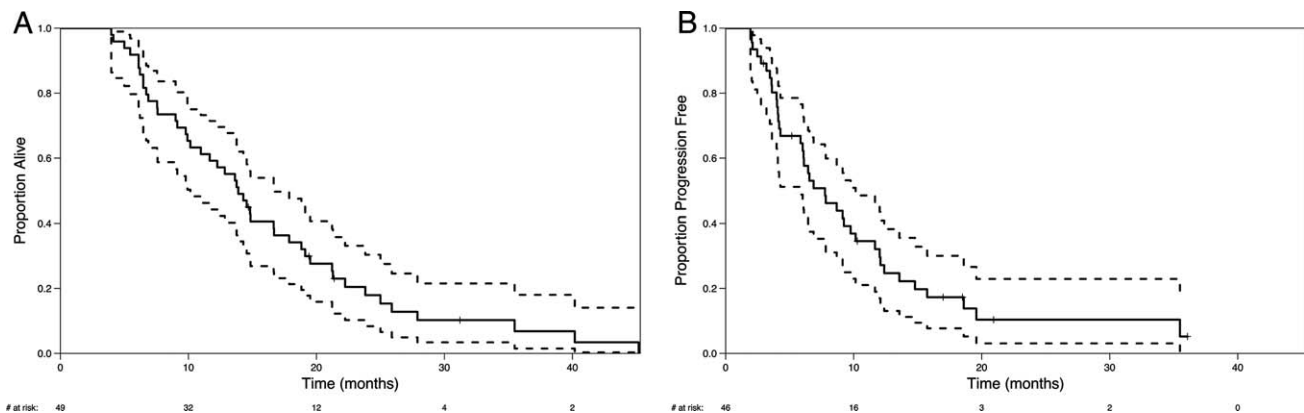 A
B
Proportion Alive
1.0
0.8
0.6
0.4
0.2
0.0
0
10
20
30
40
Time (months)
# at risk: 49 32 12 4 2
Proportion Progression Free
1.0
0.8
0.6
0.4
0.2
0.0
0
10
20
30
40
Time (months)
# at risk: 46 16 3 2 0